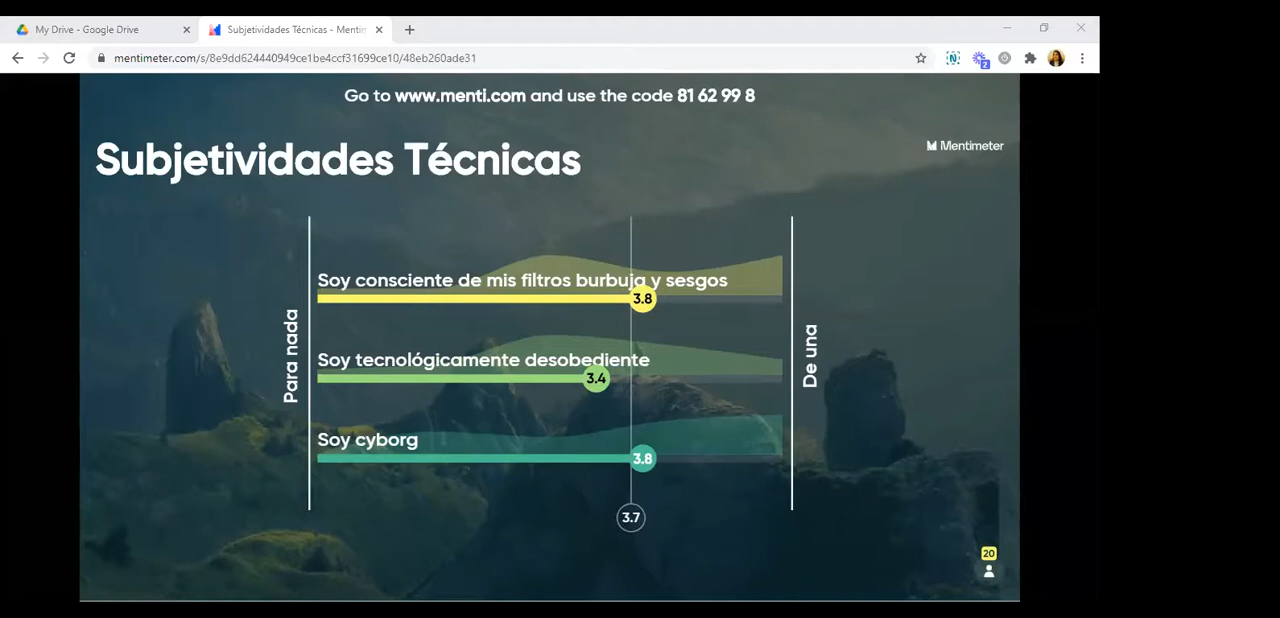 My Drive - Google Drive
Subjetividades Técnicas - Mentim
mentimeter.com/s/8e9dd624440949ce1be4ccf31699ce10/48eb260ade31
2
Go to www.menti.com and use the code 81 62 99 8
Subjetividades Técnicas
Mentimeter
Para nada
De una
Soy consciente de mis filtros burbuja y sesgos
3.8
Soy tecnológicamente desobediente
3.4
Soy cyborg
3.8
3.7
20